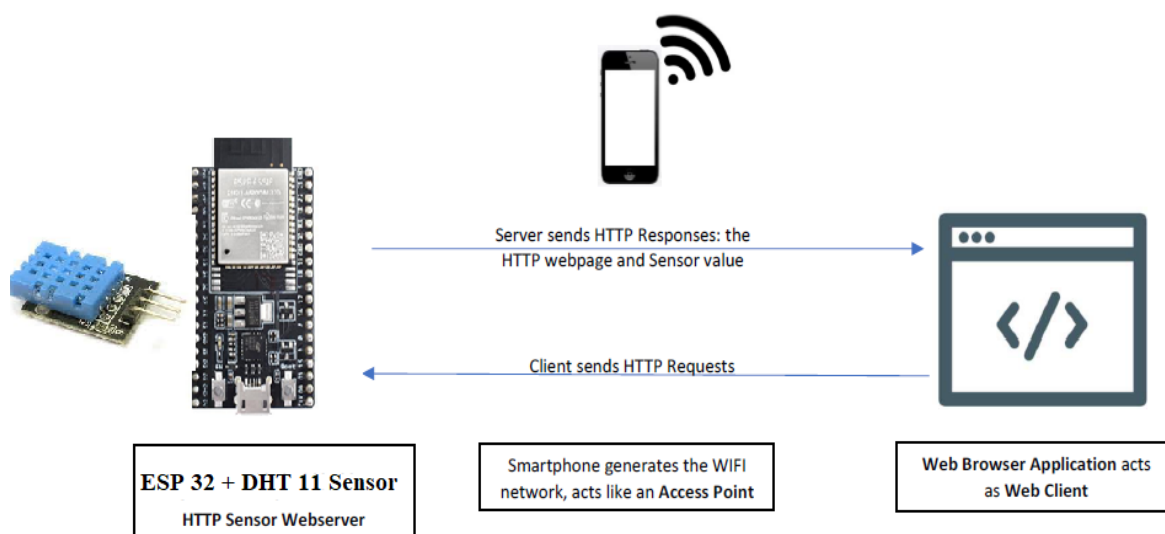 Server sends HTTP Responses: the
HTTP webpage and Sensor value
Client sends HTTP Requests
ESP 32 + DHT 11 Sensor
HTTP Sensor Webserver
Smartphone generates the WIFI
network, acts like an Access Point
Web Browser Application acts
as Web Client